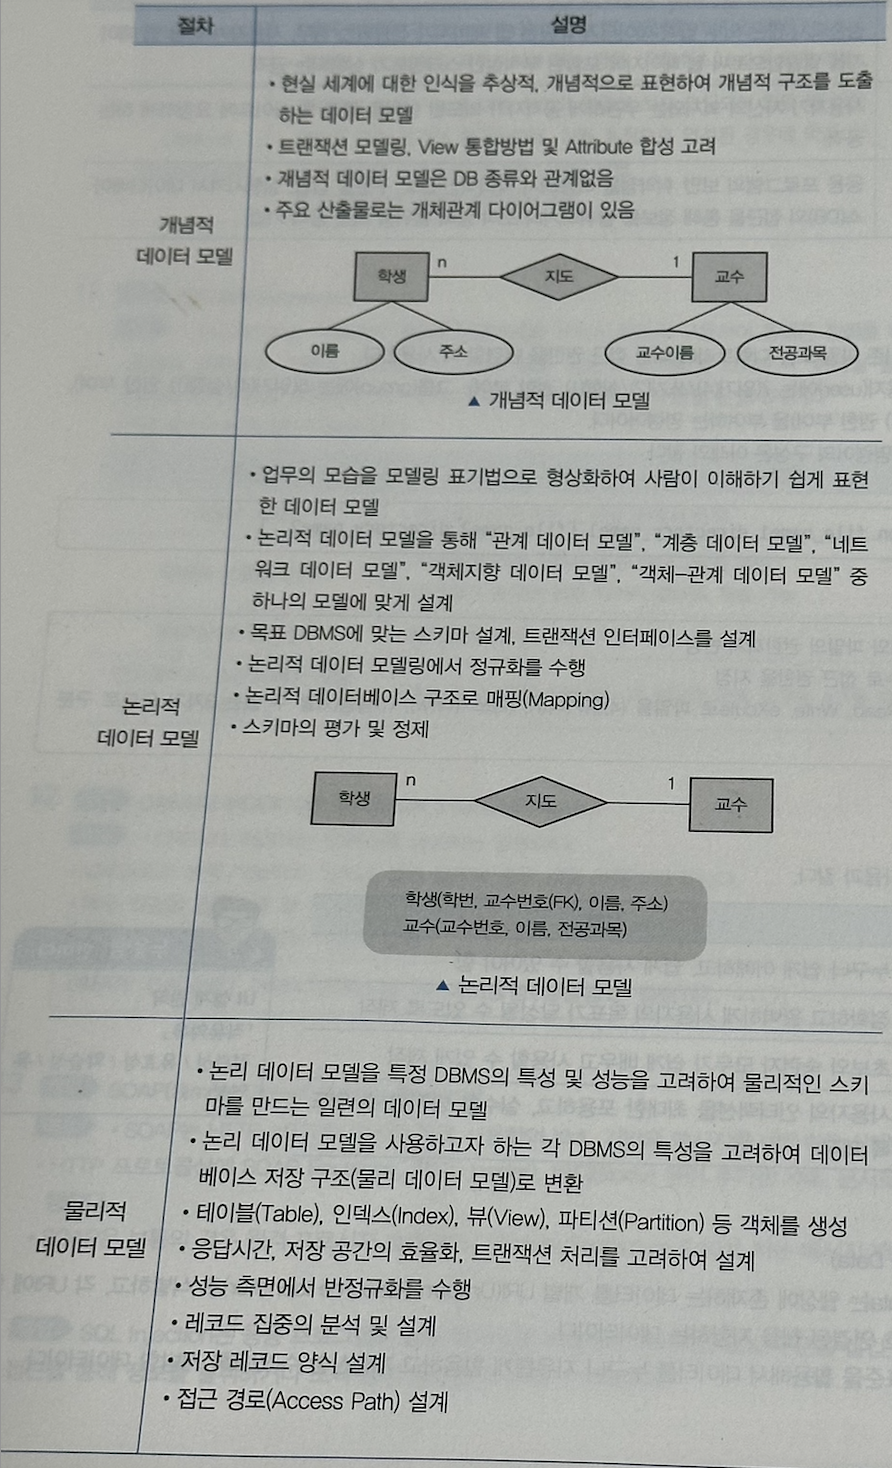 절차 설명
• 현실 세계에 대한 인식을 추상적, 개념적으로 표현하여 개념적 구조를 도출
하는 데이터 모델
• 트랜잭션 모델링, View 통합방법 및 Attribute 합성 고려
• 개념적 데이터 모델은 DB 종류와 관계없음
• 주요 산출물로는 개체관계 다이어그램이 있음
개념적
데이터 모델
학생 n 지도 1 교수
이름 주소 교수이름 전공과목
▲ 개념적 데이터 모델
• 업무의 모습을 모델링 표기법으로 형상화하여 사람이 이해하기 쉽게 표현
한 데이터 모델
• 논리적 데이터 모델을 통해 “관계 데이터 모델”, “계층 데이터 모델”, “네트
워크 데이터 모델”, “객체지향 데이터 모델”, “객체–관계 데이터 모델” 중
하나의 모델에 맞게 설계
• 목표 DBMS에 맞는 스키마 설계, 트랜잭션 인터페이스를 설계
• 논리적 데이터 모델링에서 정규화를 수행
• 논리적 데이터베이스 구조로 매핑(Mapping)
• 스키마의 평가 및 정제
논리적
데이터 모델
학생 n 지도 1 교수
학생(학번, 교수번호(FK), 이름, 주소)
교수(교수번호, 이름, 전공과목)
▲ 논리적 데이터 모델
• 논리 데이터 모델을 특정 DBMS의 특성 및 성능을 고려하여 물리적인 스키
마를 만드는 일련의 데이터 모델
• 논리 데이터 모델을 사용하고자 하는 각 DBMS의 특성을 고려하여 데이터
베이스 저장 구조(물리 데이터 모델)로 변환
• 테이블(Table), 인덱스(Index), 뷰(View), 파티션(Partition) 등 객체를 생성
• 응답시간, 저장 공간의 효율화, 트랜잭션 처리를 고려하여 설계
• 성능 측면에서 반정규화를 수행
• 레코드 집중의 분석 및 설계
• 저장 레코드 양식 설계
• 접근 경로(Access Path) 설계
물리적
데이터 모델